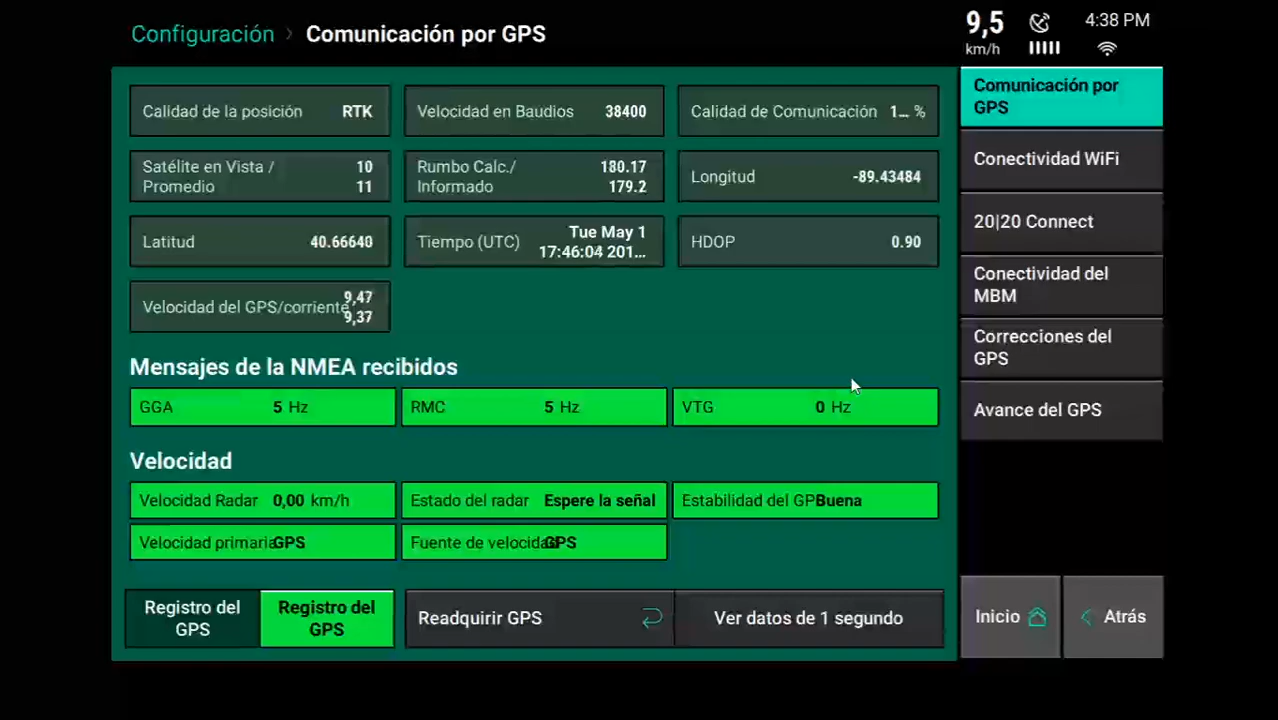 Configuración › Comunicación por GPS
9,5
km/h
4:38 PM
Calidad de la posición RTK
Velocidad en Baudios 38400
Calidad de Comunicación 1... %
Satélite en Vista / 10
Promedio 11
Rumbo Calc./ 180.17
Informado 179.2
Longitud -89.43484
Latitud 40.66640
Tiempo (UTC) Tue May 1
17:46:04 201...
HDOP 0.90
Velocidad del GPS/corriente 9,47
9,37
Mensajes de la NMEA recibidos
GGA 5 Hz
RMC 5 Hz
VTG 0 Hz
Velocidad
Velocidad Radar 0,00 km/h
Estado del radar Espere la señal
Estabilidad del GP Buena
Velocidad primaria GPS
Fuente de velocidad GPS
Registro del
GPS
Registro del
GPS
Readquirir GPS
Ver datos de 1 segundo
Comunicación por
GPS
Conectividad WiFi
20|20 Connect
Conectividad del
MBM
Correcciones del
GPS
Avance del GPS
Inicio
Atrás